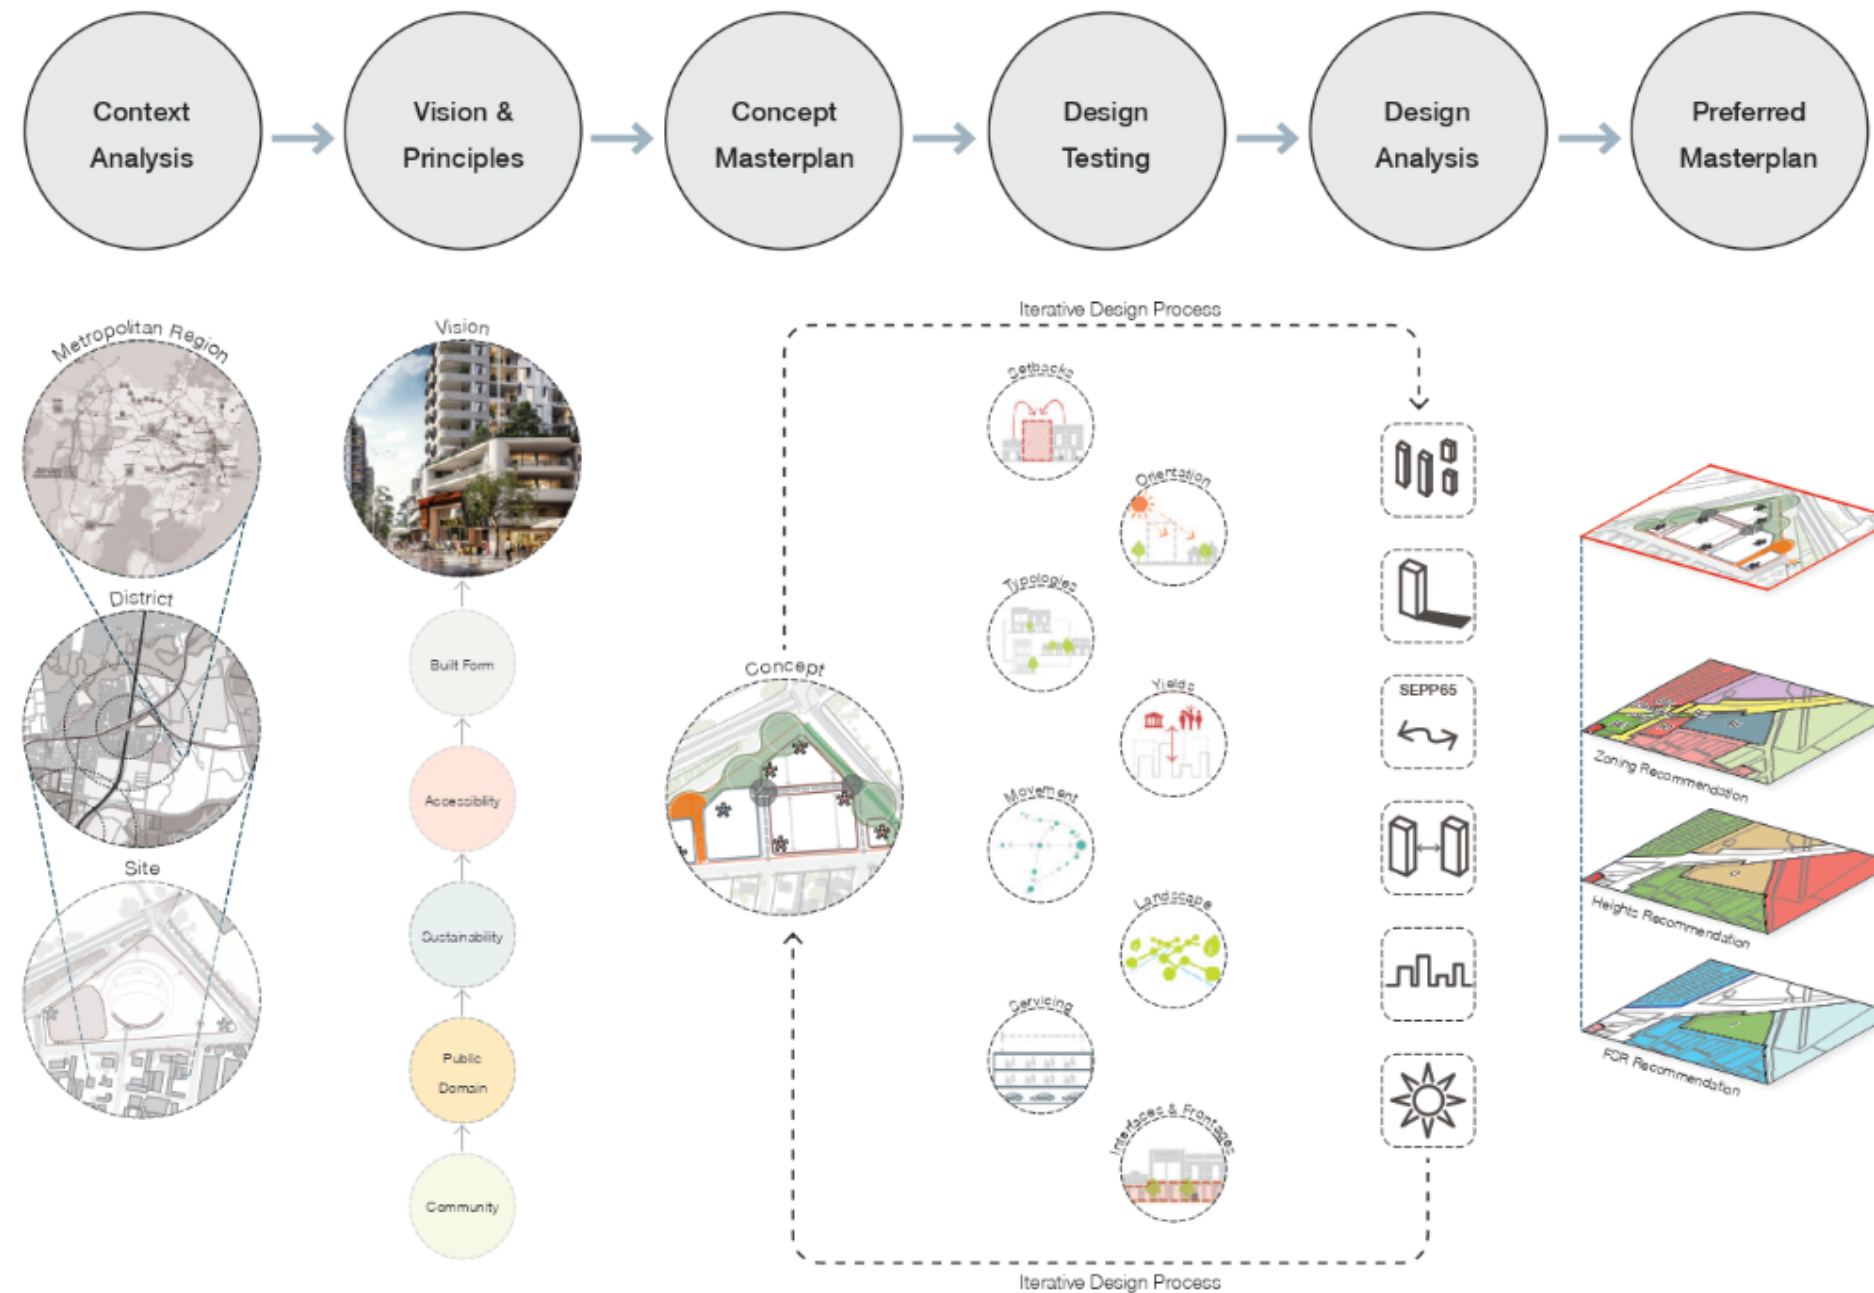 Context
Analysis
Vision &
Principles
Concept
Masterplan
Design
Testing
Design
Analysis
Preferred
Masterplan
Metropolitan Region
District
Site
Vision
Built Form
Accessibility
Sustainability
Public
Domain
Community
Concept
Iterative Design Process
Setbacks
Orientation
Typologies
Yields
Movement
Landscape
Servicing
Interfaces & Frontages
Iterative Design Process
SEPP65
Zoning Recommendation
Heights Recommendation
FSR Recommendation